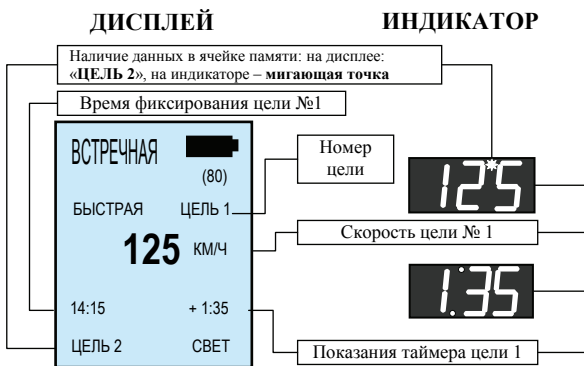 ДИСПЛЕЙ
ИНДИКАТОР
Наличие данных в ячейке памяти: на дисплее:
«ЦЕЛЬ 2», на индикаторе – мигающая точка
Время фиксирования цели №1
ВСТРЕЧНАЯ
(80)
БЫСТРАЯ ЦЕЛЬ 1
125 КМ/Ч
14:15 + 1:35
ЦЕЛЬ 2 СВЕТ
Номер
цели
125
Скорость цели № 1
1:35
Показания таймера цели 1